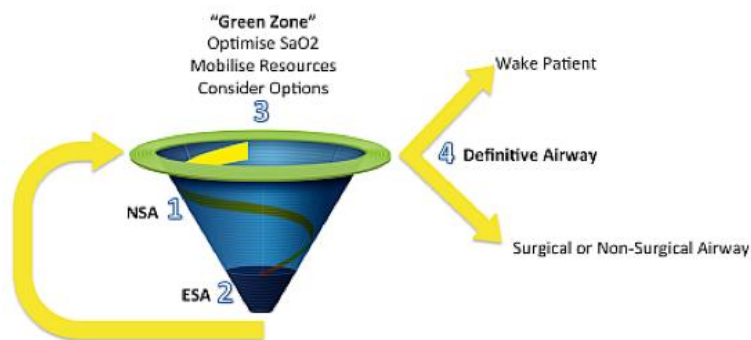 “Green Zone”
Optimise SaO2
Mobilise Resources
Consider Options
3
Wake Patient
4 Definitive Airway
NSA 1
Surgical or Non-Surgical Airway
ESA 2